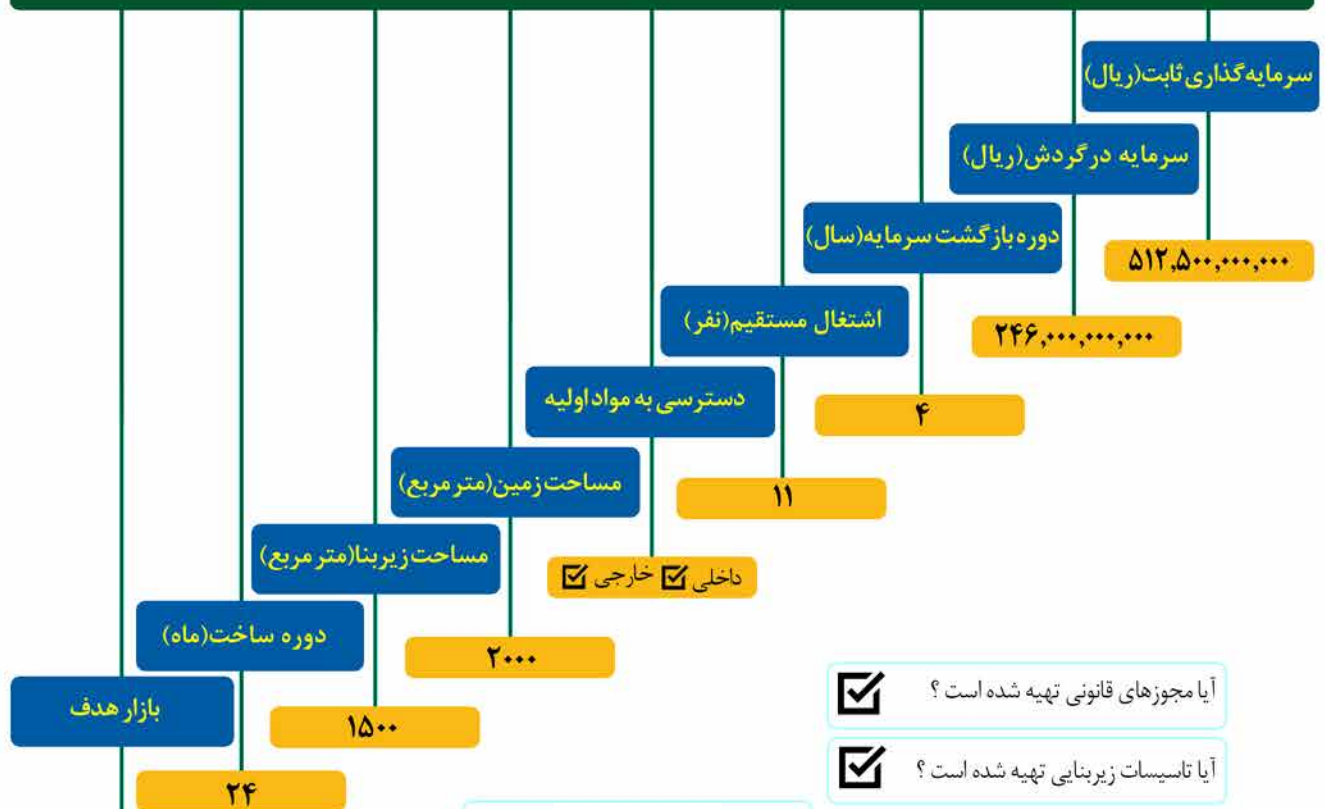 سرمایه‌گذاری ثابت(ریال)
۵۱۲,۵۰۰,۰۰۰,۰۰۰
سرمایه در گردش(ریال)
۲۴۶,۰۰۰,۰۰۰,۰۰۰
دوره بازگشت سرمایه(سال)
۴
اشتغال مستقیم(نفر)
۱۱
دسترسی به مواد اولیه
داخلی ☑ خارجی ☑
مساحت زمین(متر مربع)
۲۰۰۰
مساحت زیربنا(متر مربع)
۱۵۰۰
دوره ساخت(ماه)
۲۴
بازار هدف
آیا مجوزهای قانونی تهیه شده است ؟ ☑
آیا تاسیسات زیربنایی تهیه شده است ؟ ☑